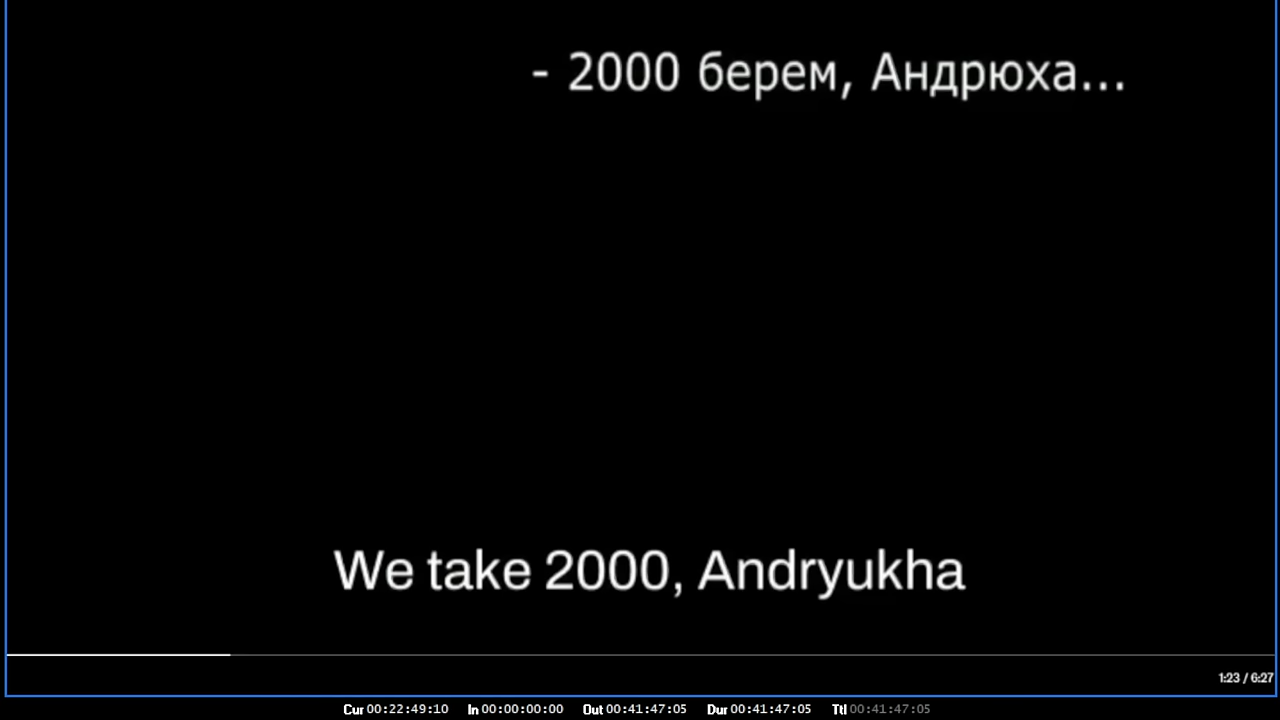 - 2000 берем, Андрюха...
We take 2000, Andryukha
1:23 / 6:27
Cur 00:22:49:10 In 00:00:00:00 Out 00:41:47:05 Dur 00:41:47:05 Ttl 00:41:47:05